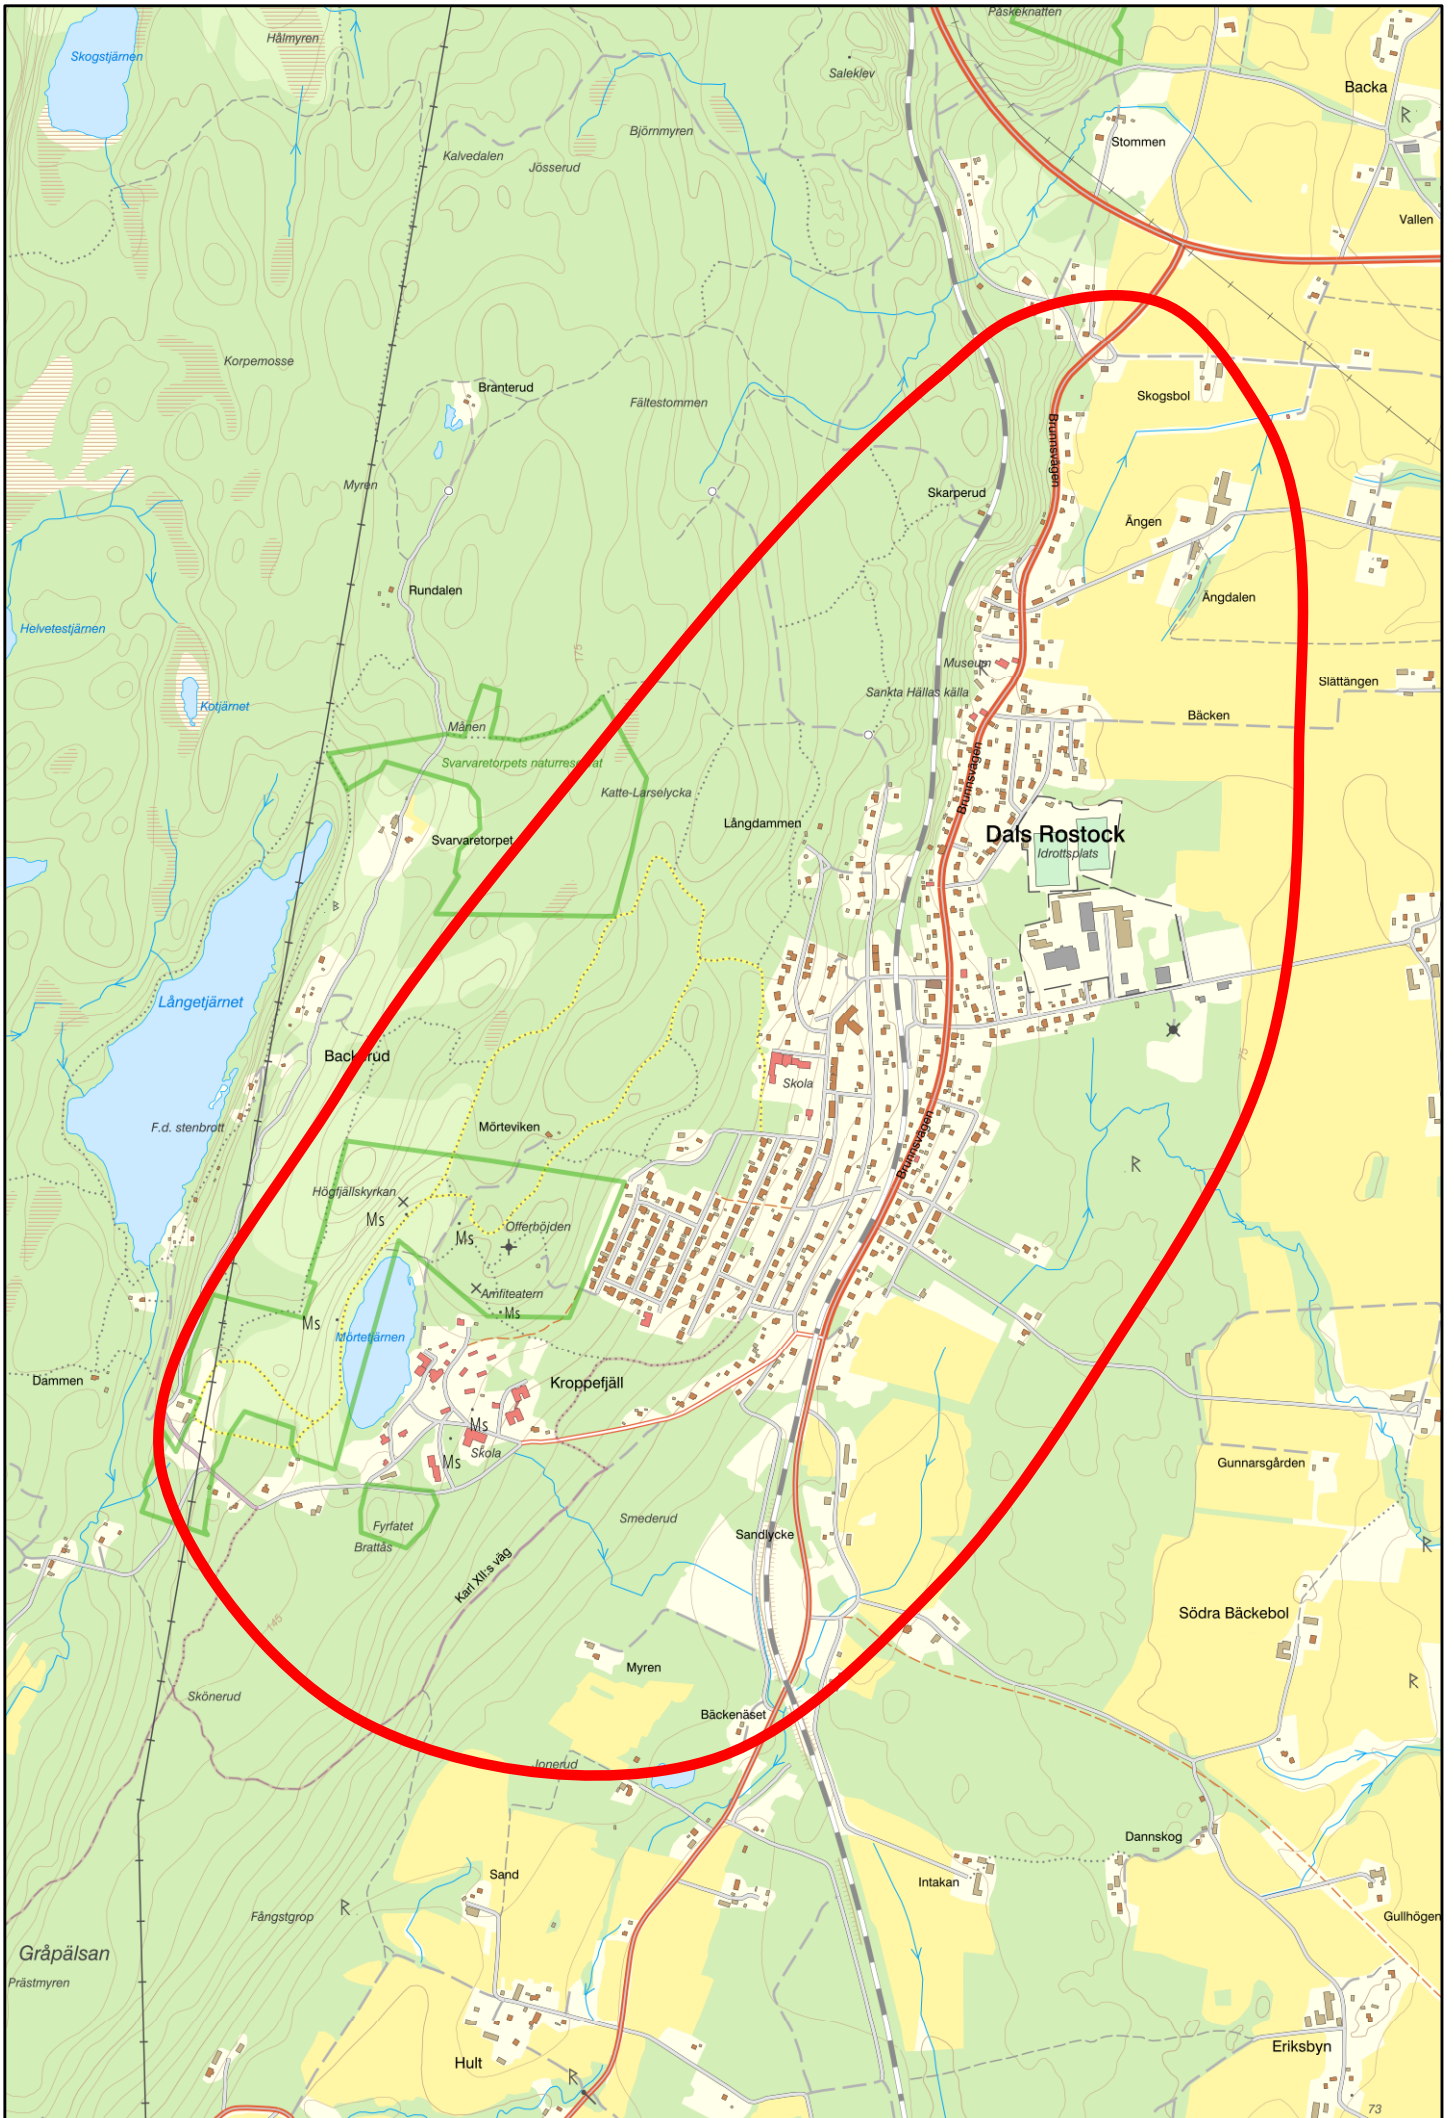 Påskeknatten
Hålmyren
Skogstjärnen
Saleklev
Backa
Björnmyren
Stommen
Kalvedalen
Jösserud
Vallen
Korpemosse
Branterud
Fältestommen
Skogsbol
Brunnsvägen
Myren
Skarperud
Ängen
Rundalen
Ängdalen
Helvetestjärnen
175
Museum
R
Sankta Hällas källa
Slättängen
Kotjärnet
Bäcken
Månen
Svarvaretorpets naturreservat
Brunnsvägen
Katte-Larselycka
Långdammen
Dals Rostock
Svarvaretorpet
Idrottsplats
Långetjärnet
Backerud
75
Skola
F.d. stenbrott
Mörteviken
Brunnsvägen
R
Högfjällskyrkan
Ms
Offerböjden
Ms
Amfiteatern
Ms
Ms
Mörtetjärnen
Dammen
Kroppefjäll
Ms
Skola
Ms
Gunnarsgården
Smederud
Fyrfatet
Sandlycke
Brattås
R
Karl XII:s väg
145
Södra Bäckebol
Myren
R
Skönerud
Bäckenäset
Jonerud
Dannskog
Sand
Intakan
R
Fångstgrop
Gullhögen
Gråpälsan
Prästmyren
Eriksbyn
Hult
R
73
R